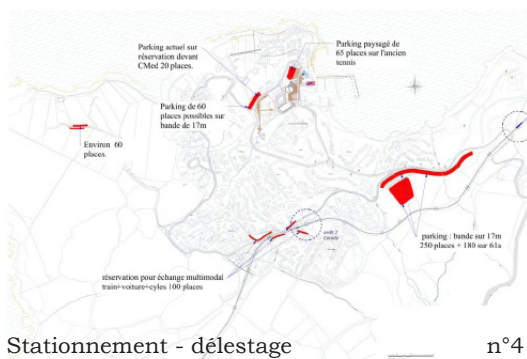 Parking actuel sur
réservation devant
CMed 20 places.
Parking paysagé de
65 places sur l'ancien
tennis
Parking de 60
places possibles sur
bande de 17m
Environ 60
places.
parking : bande sur 17m
250 places + 180 sur 61a
réservation pour échange multimodal
train+voiture+cyles 100 places
Stationnement - délestage
n°4